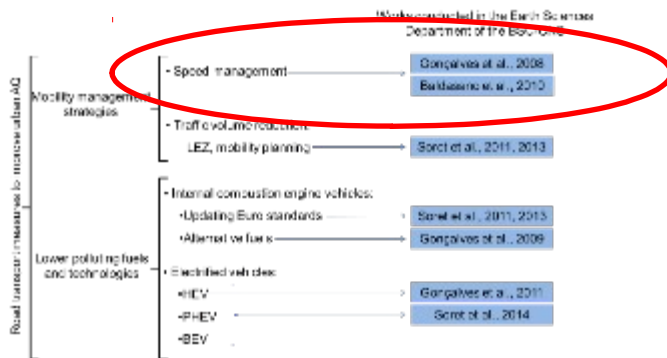 Works conducted in the Earth Sciences
Department of the BSC-CNS
Road transport measures to improve urban AQ
Mobility management
strategies
• Speed management
Gonçalves et al., 2008
Baldasano et al., 2010
• Traffic volume reduction:
LEZ, mobility planning
Soret et al., 2011, 2013
Lower polluting fuels
and technologies
• Internal combustion engine vehicles:
•Updating Euro standards
Soret et al., 2011, 2013
•Alternative fuels
Gonçalves et al., 2009
• Electrified vehicles:
•HEV
Gonçalves et al., 2011
•PHEV
Soret et al., 2014
•BEV